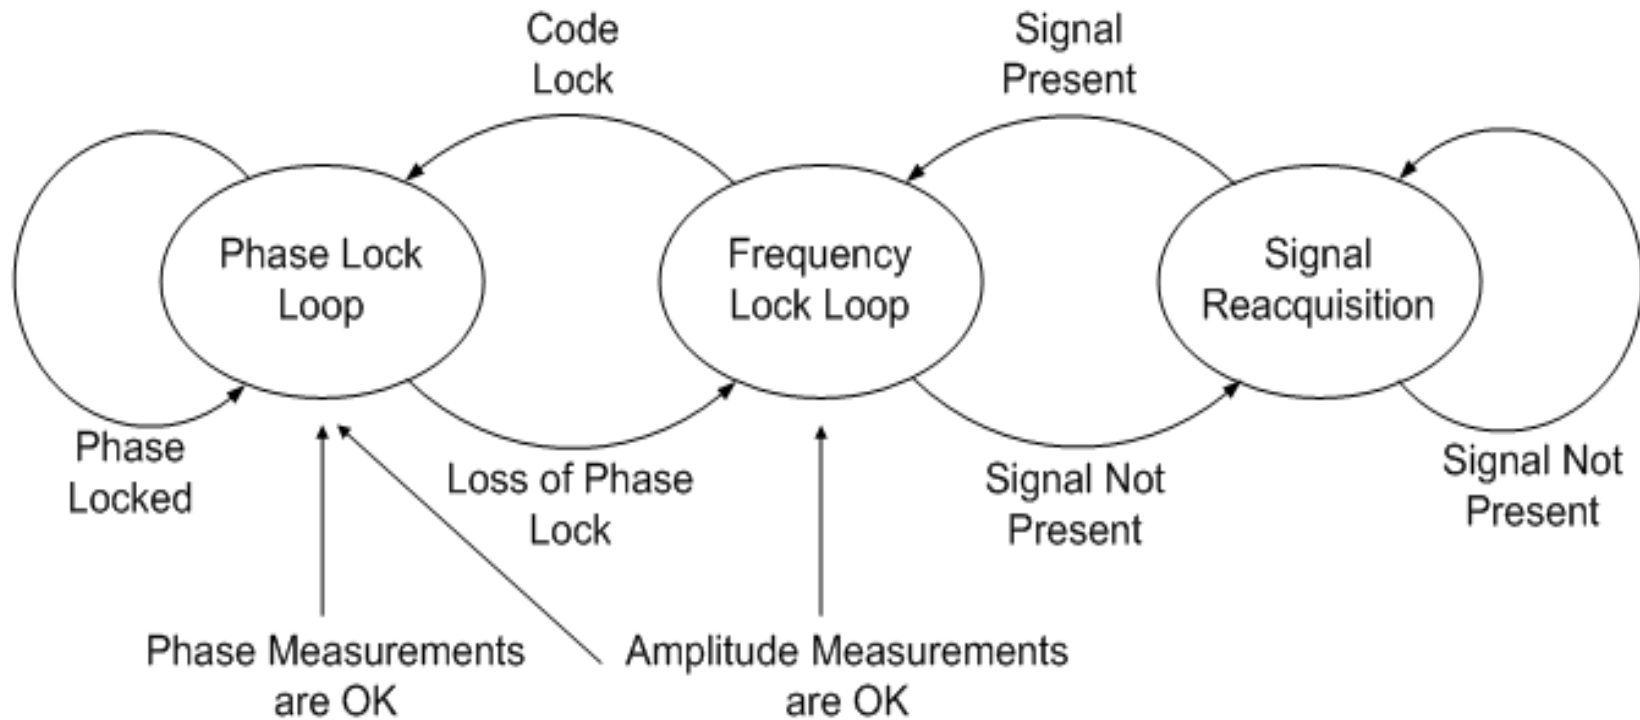 Code
Lock
Signal
Present
Phase Lock
Loop
Frequency
Lock Loop
Signal
Reacquisition
Phase
Locked
Loss of Phase
Lock
Signal Not
Present
Signal Not
Present
Phase Measurements
are OK
Amplitude Measurements
are OK